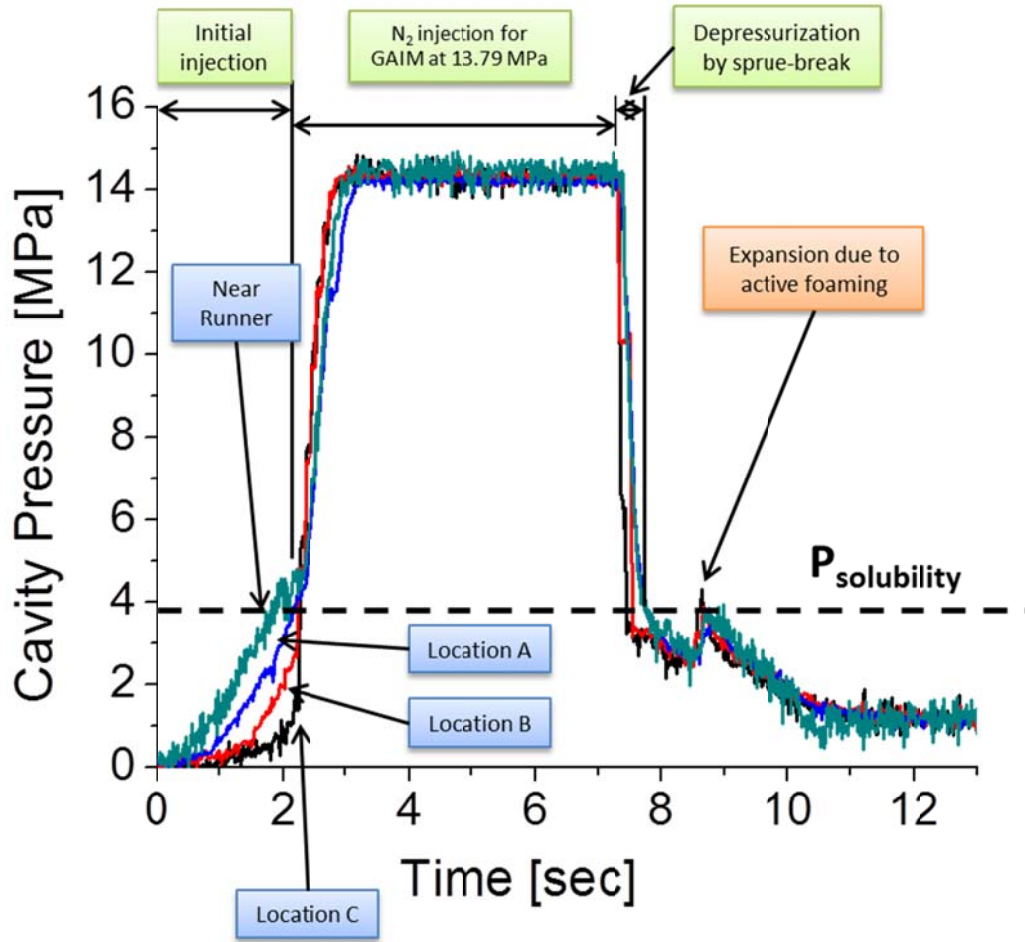 Initial
injection
N₂ injection for
GAIM at 13.79 MPa
Depressurization
by sprue-break
16
14
12
10
8
6
4
2
0
Cavity Pressure [MPa]
Near
Runner
Expansion due to
active foaming
P solubility
Location A
Location B
0 2 4 6 8 10 12
Time [sec]
Location C